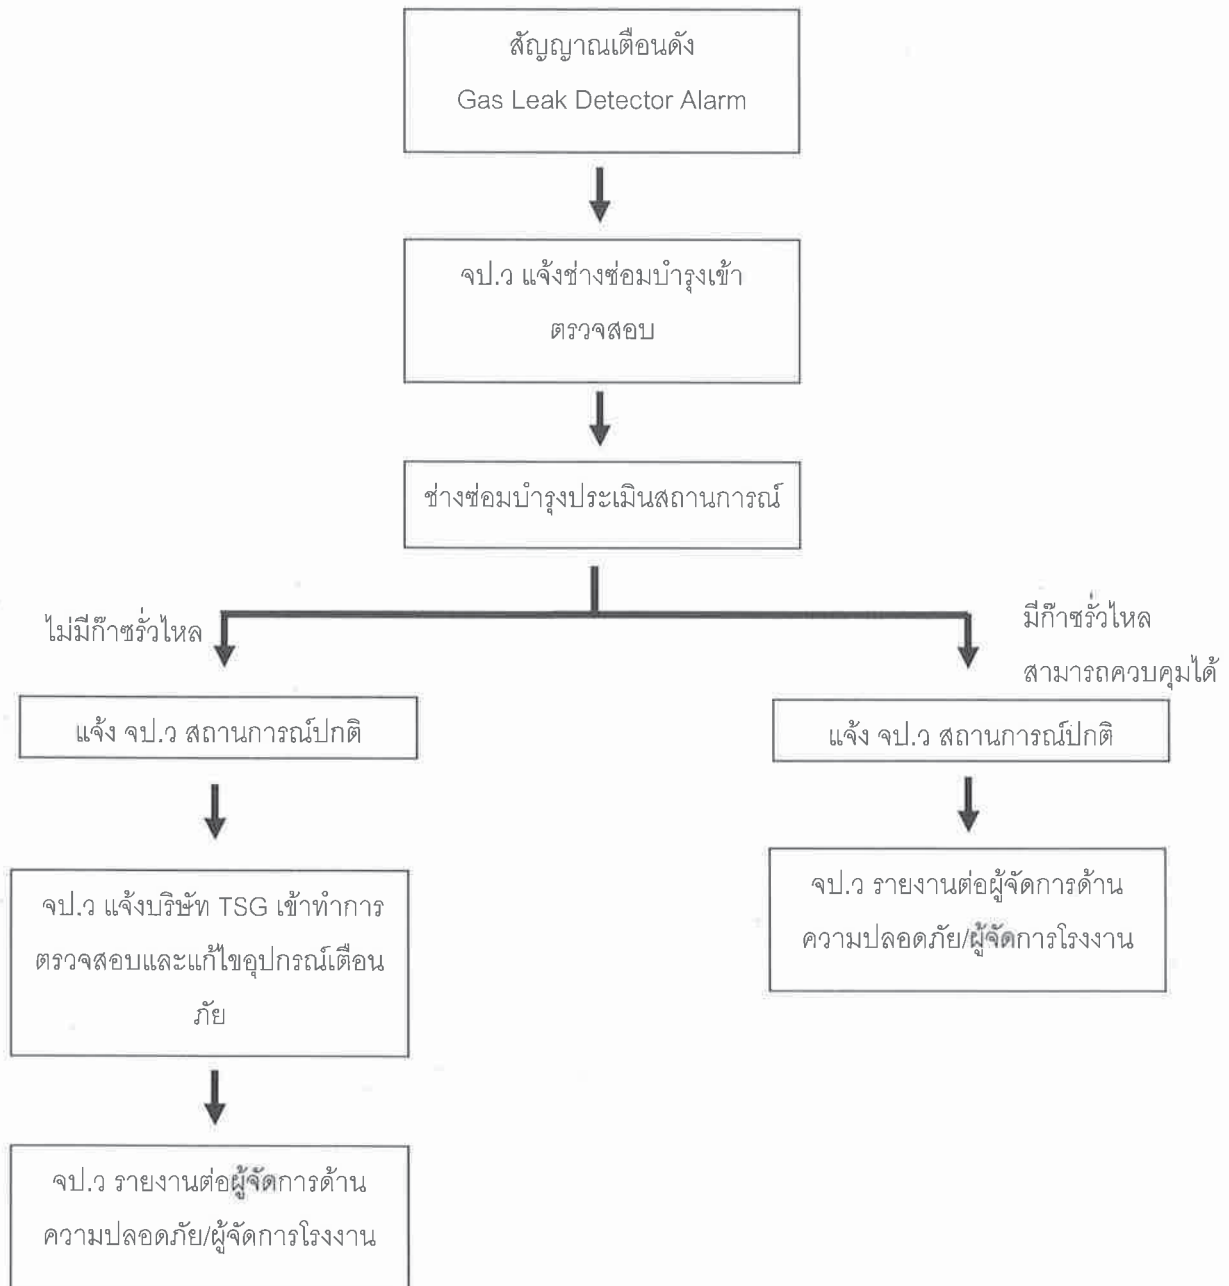 สัญญาณเตือนดัง
Gas Leak Detector Alarm
จป.ว แจ้งช่างซ่อมบำรุงเข้า
ตรวจสอบ
ช่างซ่อมบำรุงประเมินสถานการณ์
ไม่มีก๊าซรั่วไหล
มีก๊าซรั่วไหล
สามารถควบคุมได้
แจ้ง จป.ว สถานการณ์ปกติ
แจ้ง จป.ว สถานการณ์ปกติ
จป.ว แจ้งบริษัท TSG เข้าทำการ
ตรวจสอบและแก้ไขอุปกรณ์เตือน
ภัย
จป.ว รายงานต่อผู้จัดการด้าน
ความปลอดภัย/ผู้จัดการโรงงาน
จป.ว รายงานต่อผู้จัดการด้าน
ความปลอดภัย/ผู้จัดการโรงงาน